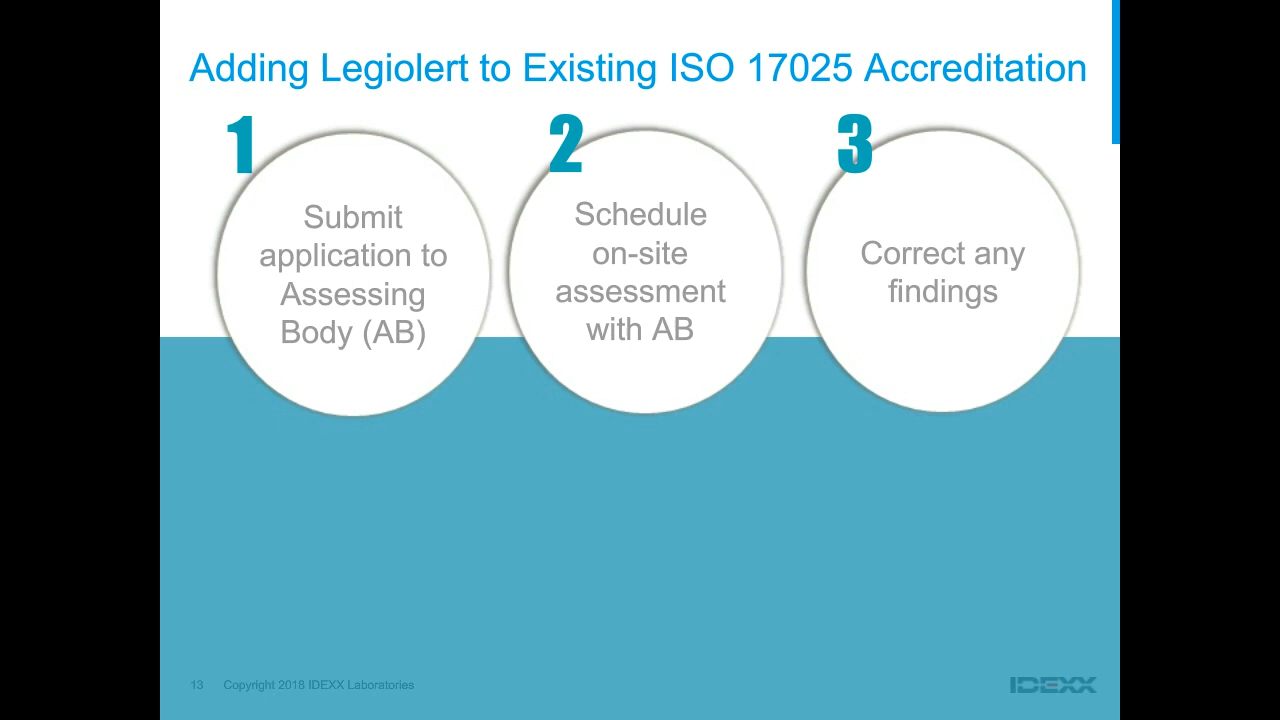 Adding Legiolert to Existing ISO 17025 Accreditation
1
Submit
application to
Assessing
Body (AB)
2
Schedule
on-site
assessment
with AB
3
Correct any
findings
13 Copyright 2018 IDEXX Laboratories
IDEXX